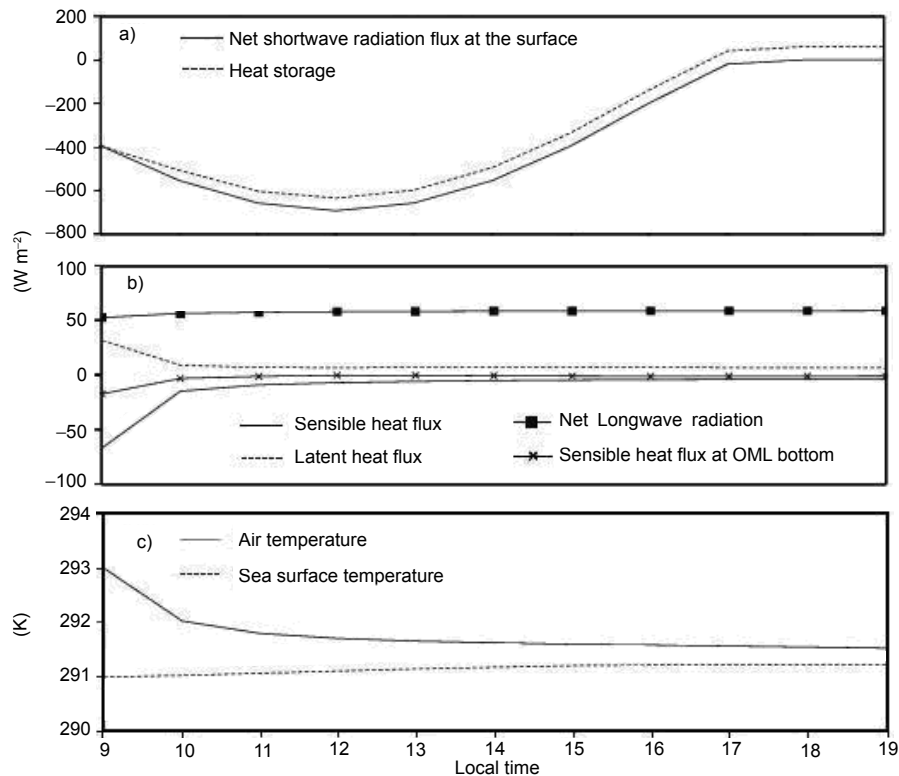 200
0
–200
–400
–600
–800
a)
Net shortwave radiation flux at the surface
Heat storage
(W m⁻²)
100
50
0
–50
–100
b)
Sensible heat flux
Latent heat flux
Net Longwave radiation
Sensible heat flux at OML bottom
294
293
292
291
290
(K)
c)
Air temperature
Sea surface temperature
9 10 11 12 13 14 15 16 17 18 19
Local time